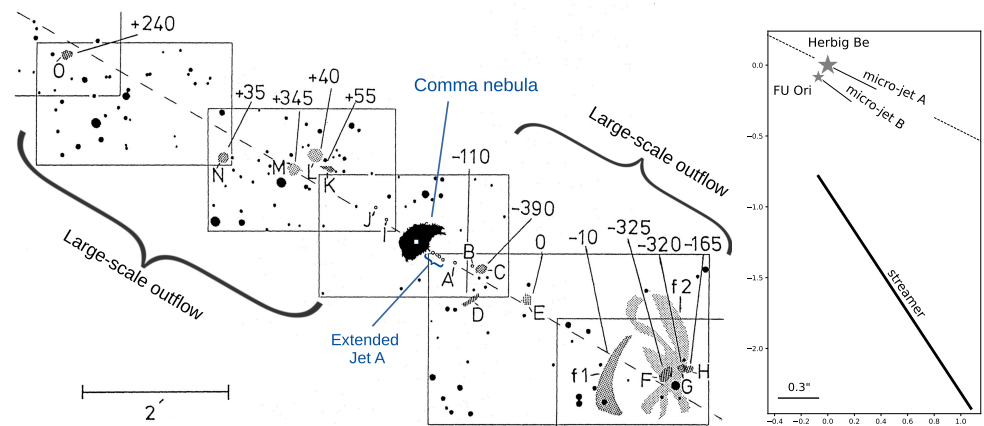 +240
O
+35
+345
+40
+55
N
M
L
K
J'
i
Comma nebula
Large-scale outflow
-110
-390
0
-10
-325
-320
-165
B
A'
C
D
E
f2
f1
F
G
H
Large-scale outflow
Extended
Jet A
2′
Herbig Be
FU Ori
micro-jet A
micro-jet B
streamer
0.3"
0.0
−0.5
−1.0
−1.5
−2.0
−0.4
−0.2
0.0
0.2
0.4
0.6
0.8
1.0